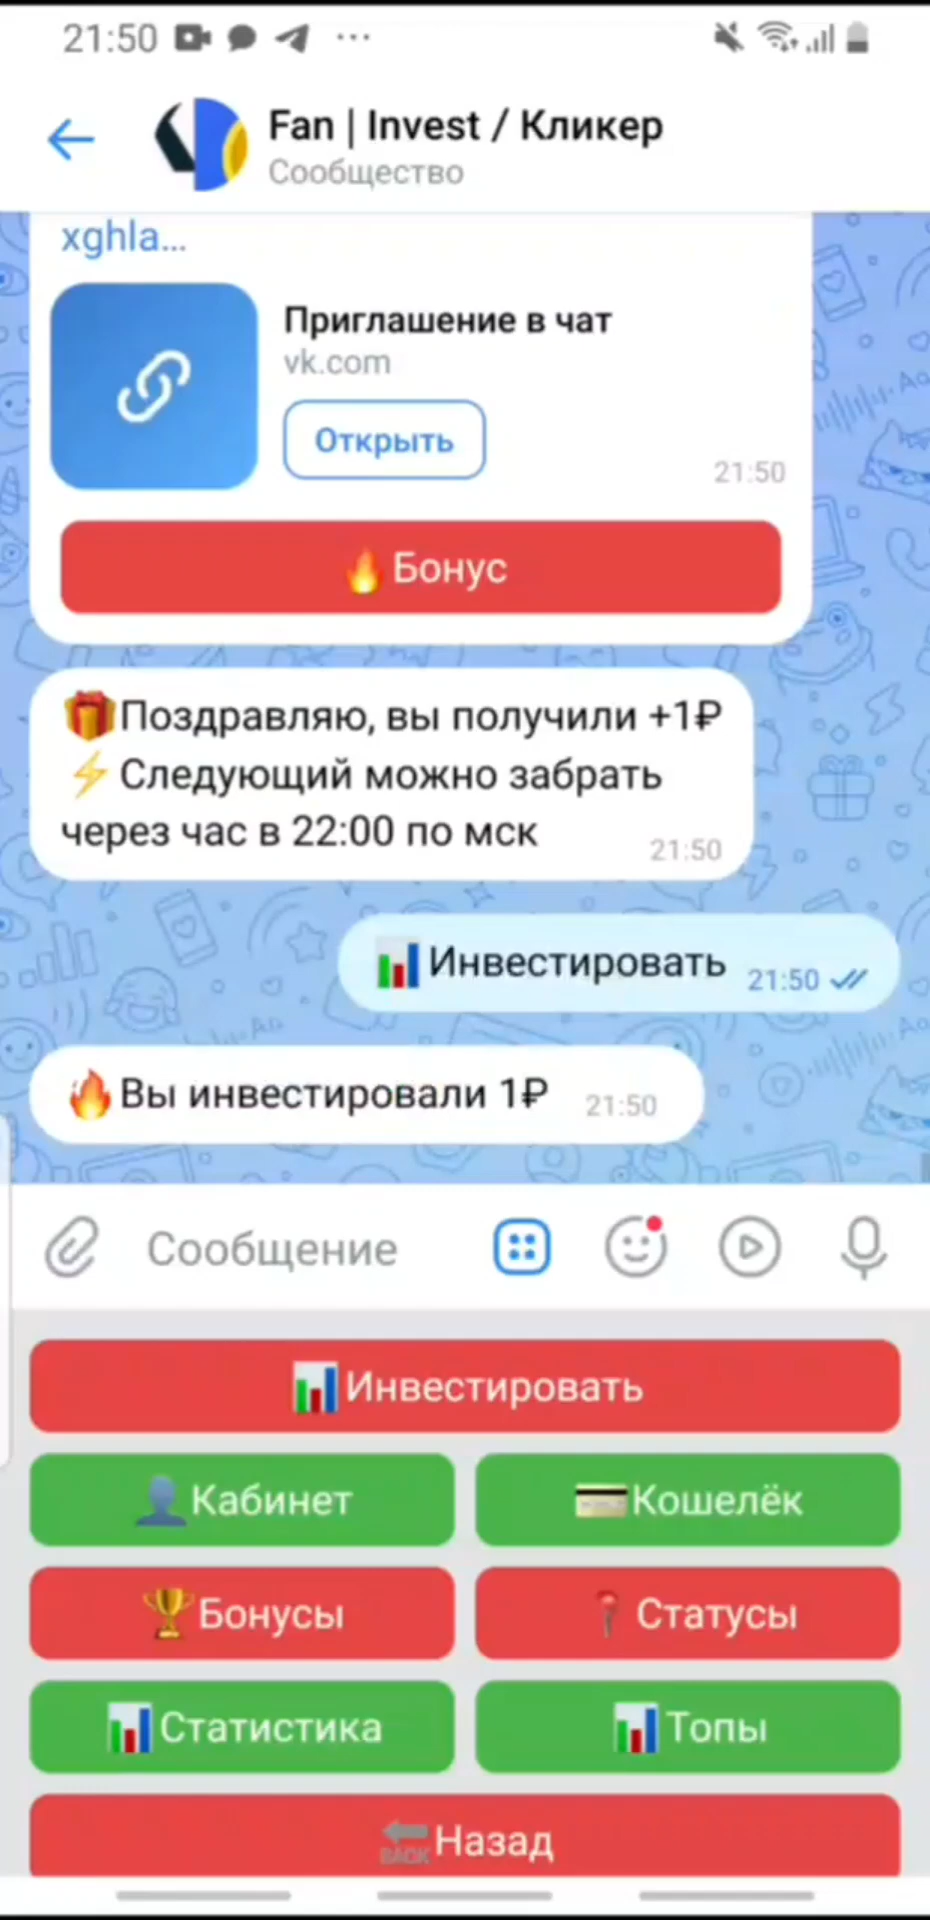 21:50
Fan | Invest / Кликер
Сообщество
xghla...
Приглашение в чат
vk.com
Открыть
21:50
🔥Бонус
🎁Поздравляю, вы получили +1₽
⚡Следующий можно забрать
через час в 22:00 по мск
21:50
📊Инвестировать
21:50
🔥Вы инвестировали 1₽
21:50
Сообщение
📊Инвестировать
👤Кабинет
💳Кошелёк
🏆Бонусы
📍Статусы
📊Статистика
📊Топы
🔙Назад